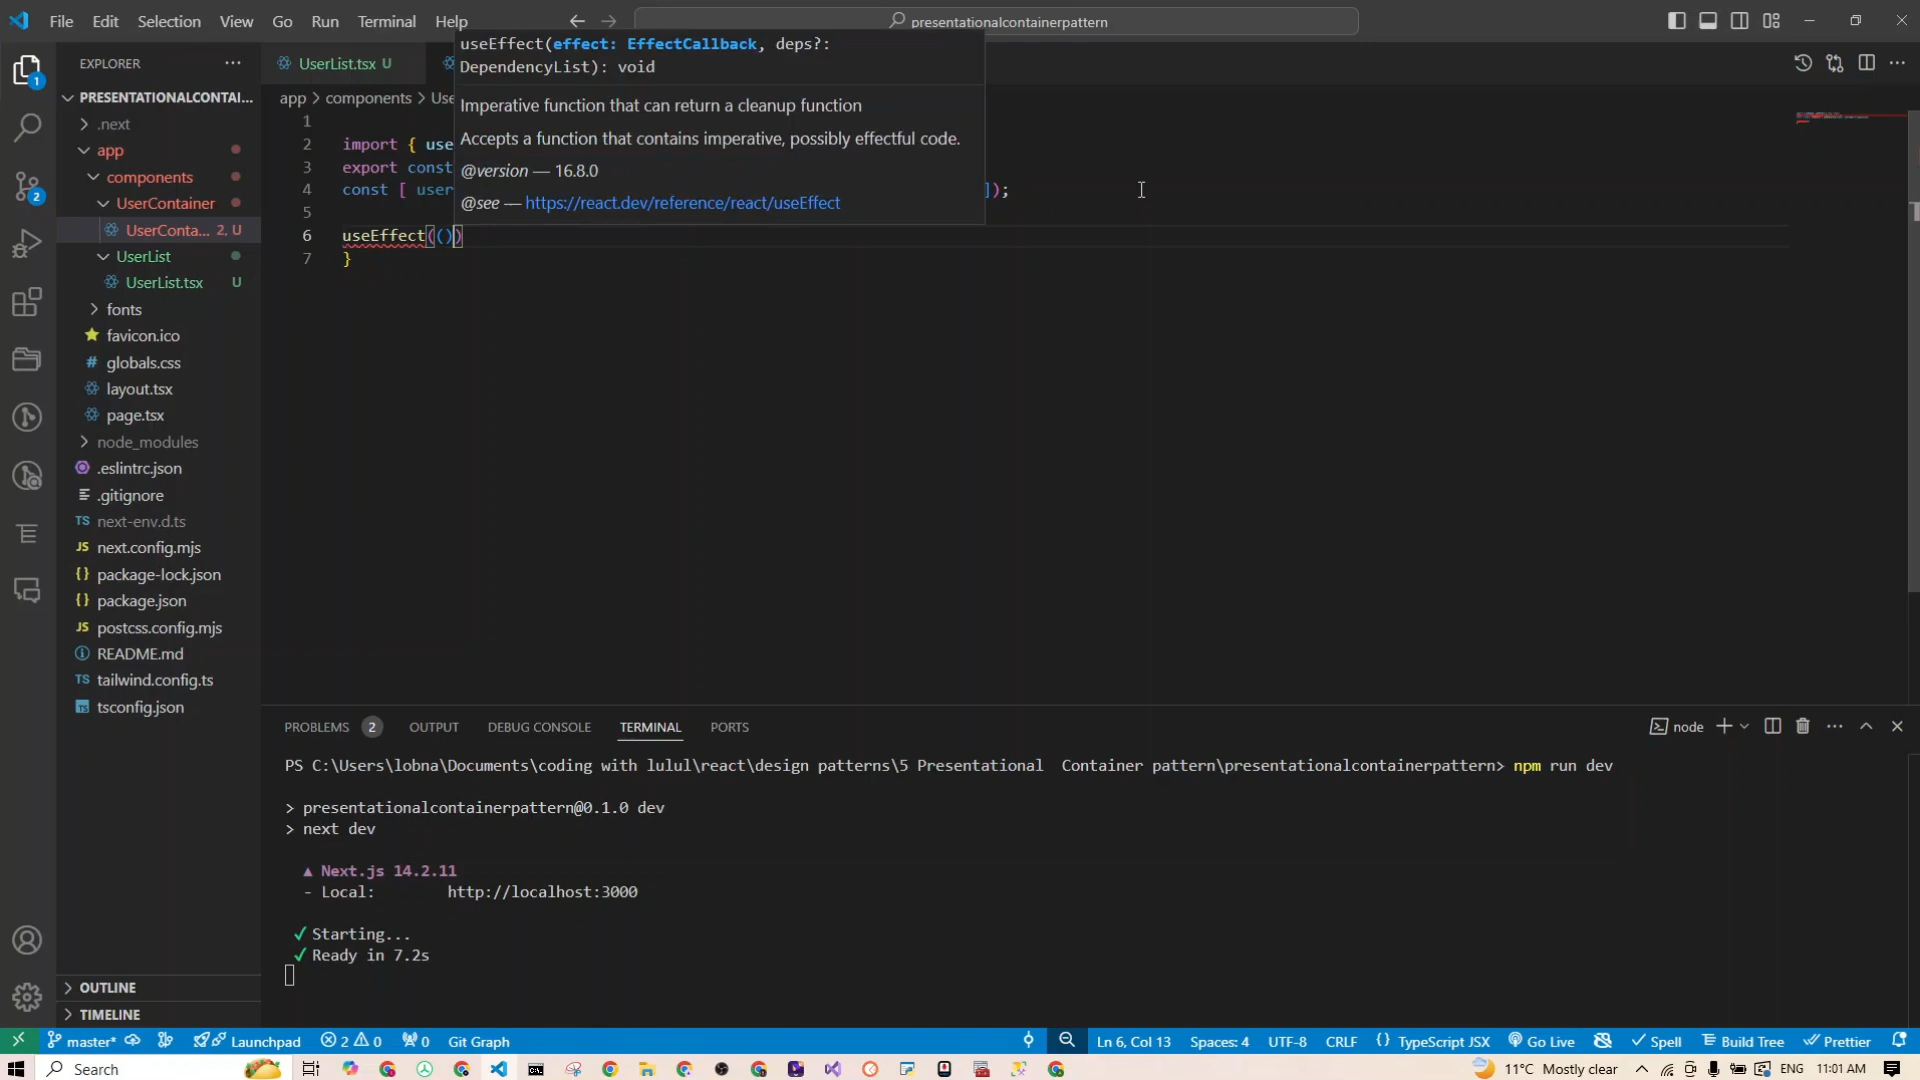 File Edit Selection View Go Run Terminal Help
presentationalcontainerpattern
EXPLORER
PRESENTATIONALCONTAI...
.next
app
components
UserContainer
UserConta... 2, U
UserList
UserList.tsx U
fonts
favicon.ico
# globals.css
layout.tsx
page.tsx
node_modules
.eslintrc.json
.gitignore
TS next-env.d.ts
JS next.config.mjs
{} package-lock.json
{} package.json
JS postcss.config.mjs
README.md
TS tailwind.config.ts
tsconfig.json
OUTLINE
TIMELINE
UserList.tsx U
app > components > Use
useEffect(effect: EffectCallback, deps?:
DependencyList): void
Imperative function that can return a cleanup function
Accepts a function that contains imperative, possibly effectful code.
@version — 16.8.0
@see — https://react.dev/reference/react/useEffect
1
2 import { use
3 export const
4 const [ user ]);
5
6 useEffect(())
7 }
PROBLEMS 2 OUTPUT DEBUG CONSOLE TERMINAL PORTS
node
PS C:\Users\lobna\Documents\coding with lulul\react\design patterns\5 Presentational  Container pattern\presentationalcontainerpattern> npm run dev
> presentationalcontainerpattern@0.1.0 dev
> next dev
▲ Next.js 14.2.11
- Local: http://localhost:3000
✓ Starting...
✓ Ready in 7.2s
1
2
master* Launchpad 2 0 0 Git Graph
Ln 6, Col 13 Spaces: 4 UTF-8 CRLF {} TypeScript JSX Go Live Spell Build Tree Prettier
Search
11°C Mostly clear ENG 11:01 AM